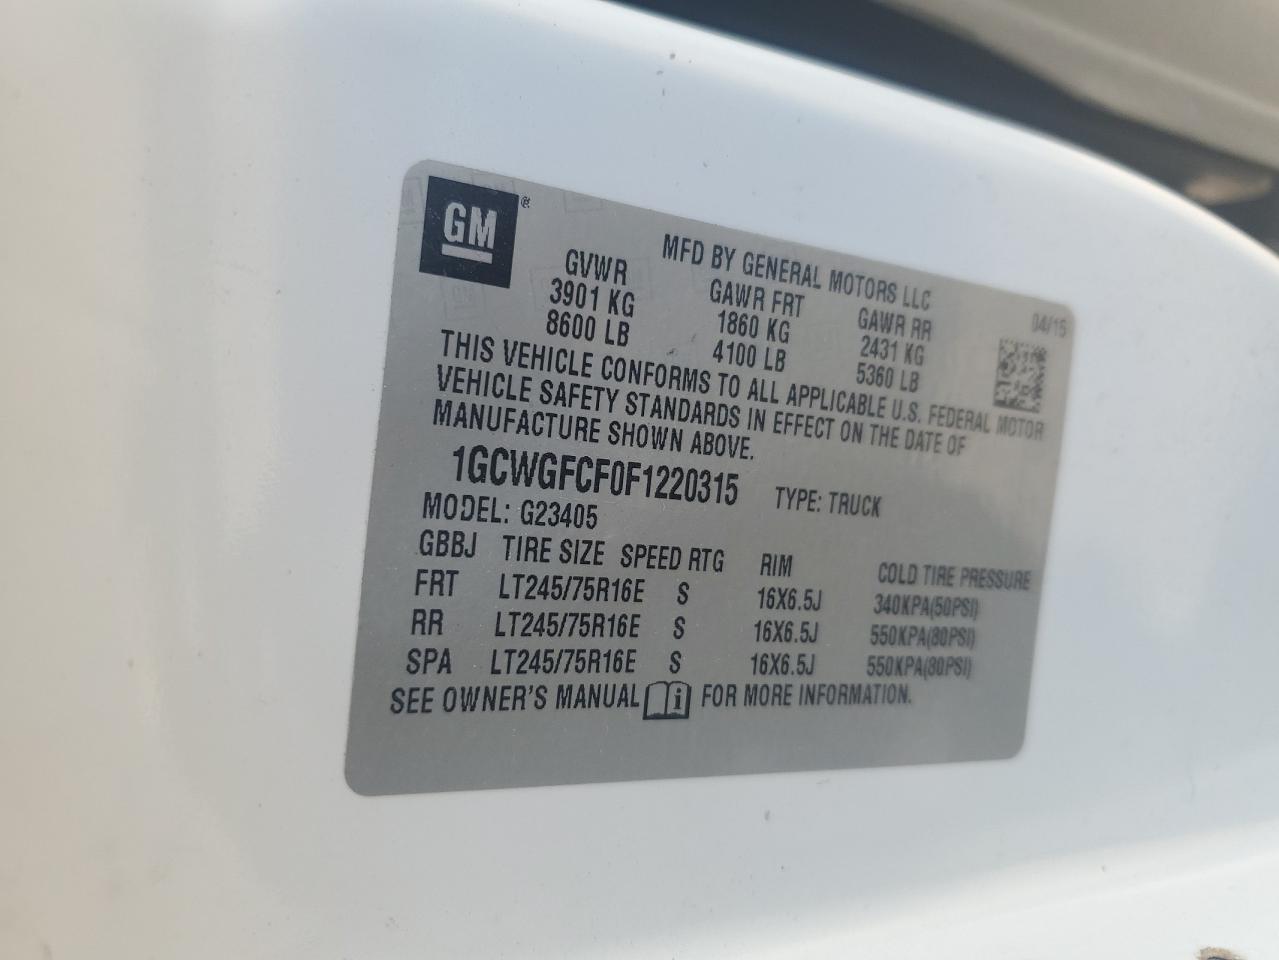 GM ®
MFD BY GENERAL MOTORS LLC
04/15
GVWR GAWR FRT GAWR RR
3901 KG 1860 KG 2431 KG
8600 LB 4100 LB 5360 LB
THIS VEHICLE CONFORMS TO ALL APPLICABLE U.S. FEDERAL MOTOR
VEHICLE SAFETY STANDARDS IN EFFECT ON THE DATE OF
MANUFACTURE SHOWN ABOVE.
1GCWGFCF0F1220315 TYPE: TRUCK
MODEL: G23405
GBBJ TIRE SIZE SPEED RTG RIM COLD TIRE PRESSURE
FRT LT245/75R16E S 16X6.5J 340KPA(50PSI)
RR LT245/75R16E S 16X6.5J 550KPA(80PSI)
SPA LT245/75R16E S 16X6.5J 550KPA(80PSI)
SEE OWNER'S MANUAL i FOR MORE INFORMATION.